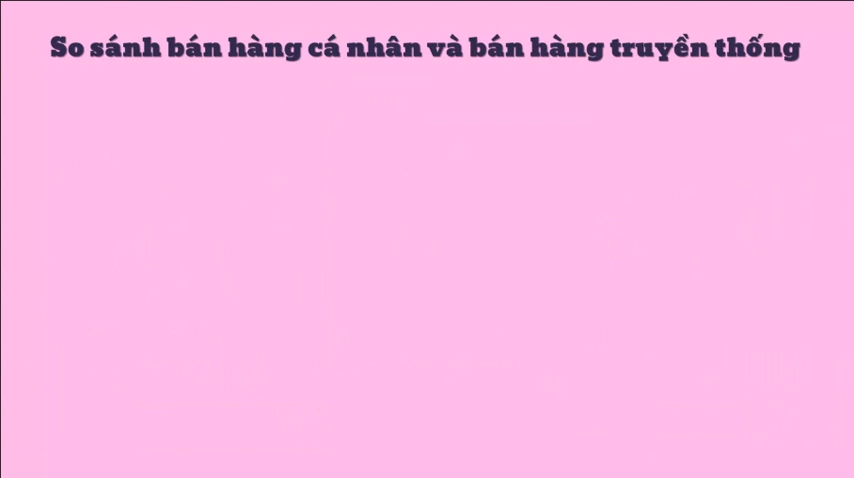 So sánh bán hàng cá nhân và bán hàng truyền thống